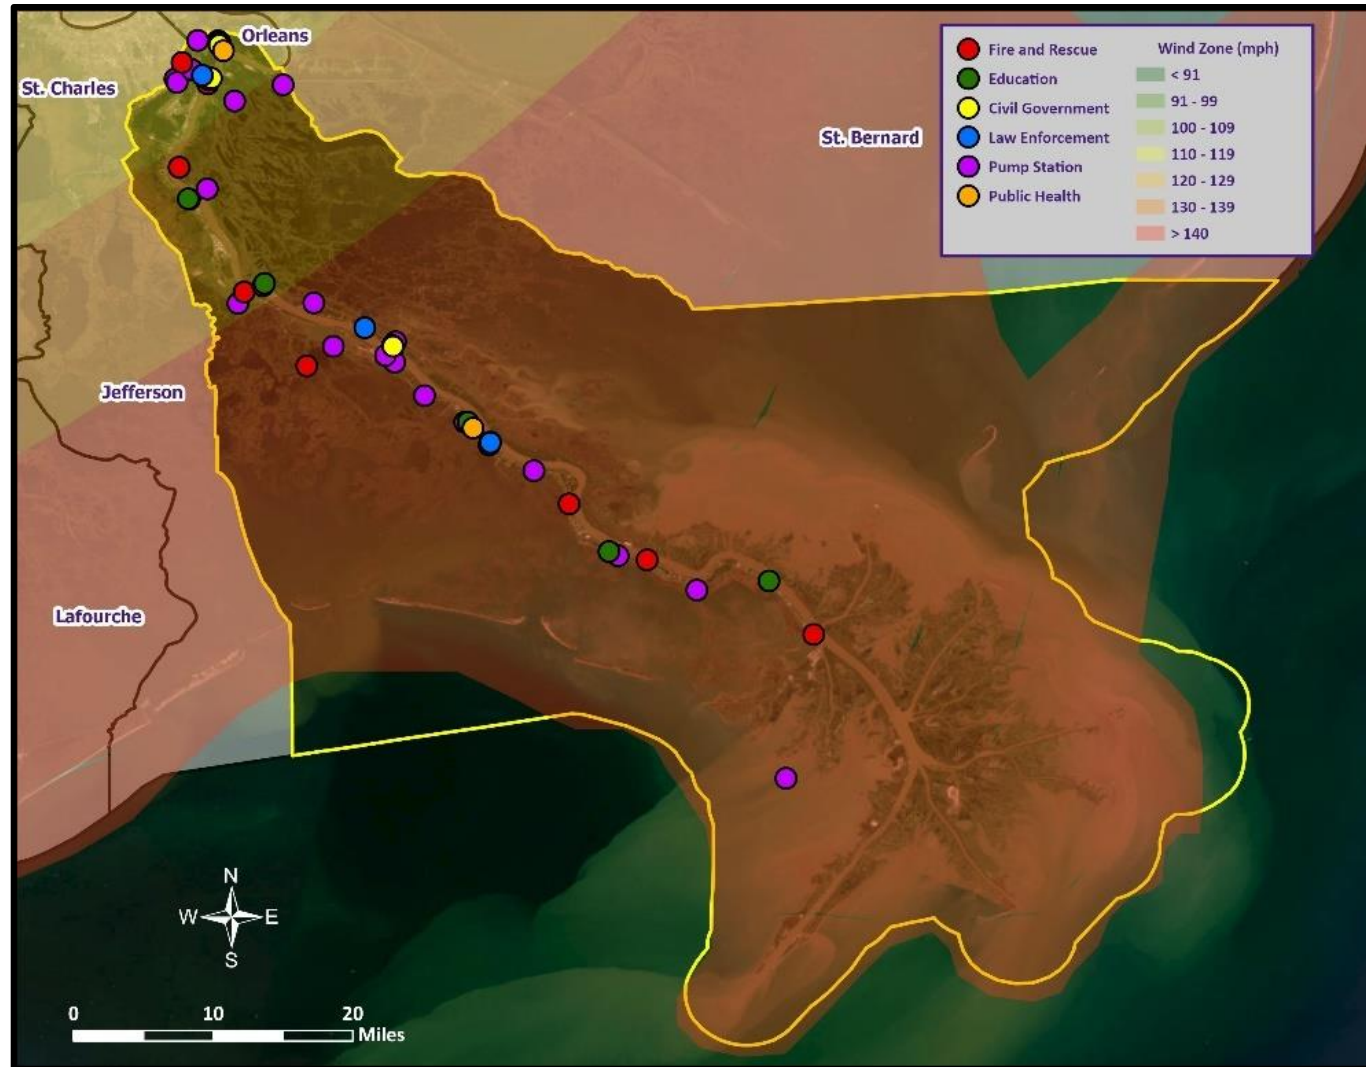 Orleans
St. Charles
St. Bernard
Jefferson
Lafourche
Fire and Rescue
Education
Civil Government
Law Enforcement
Pump Station
Public Health
Wind Zone (mph)
< 91
91 - 99
100 - 109
110 - 119
120 - 129
130 - 139
> 140
N
W E
S
0 10 20
Miles